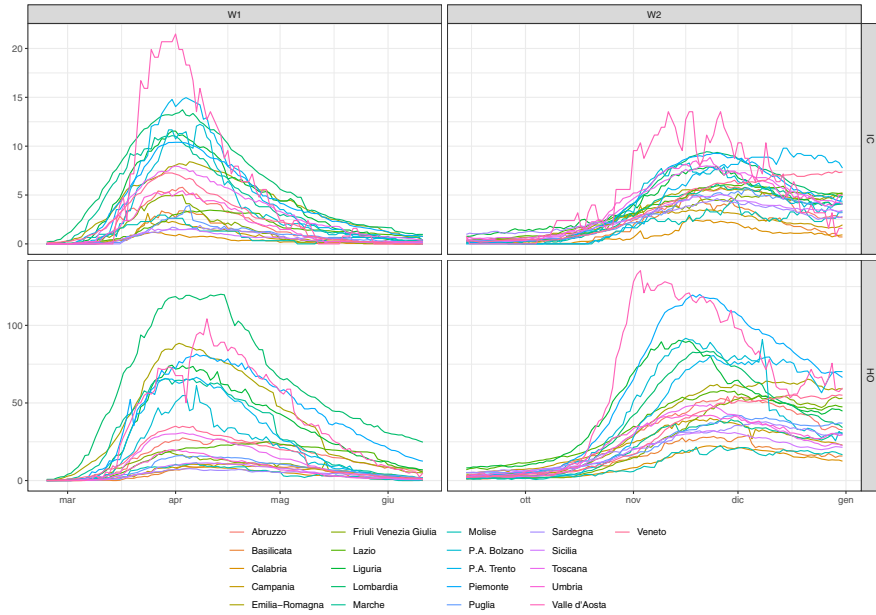 W1 W2
20
15
10
5
0
IC
100
50
0
HO
mar apr mag giu ott nov dic gen
Abruzzo Friuli Venezia Giulia Molise Sardegna Veneto
Basilicata Lazio P.A. Bolzano Sicilia
Calabria Liguria P.A. Trento Toscana
Campania Lombardia Piemonte Umbria
Emilia−Romagna Marche Puglia Valle d'Aosta